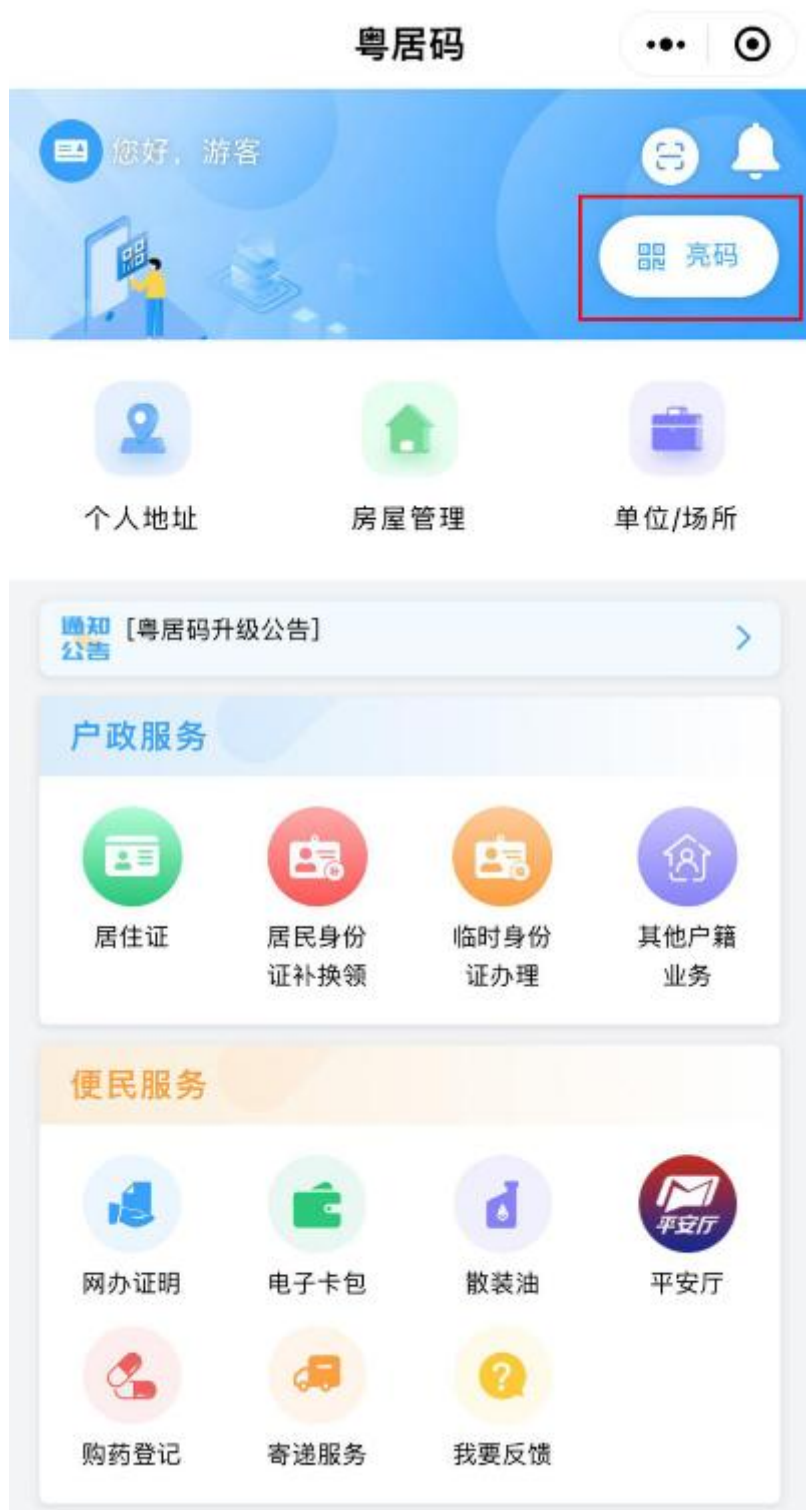 粤居码
您好，游客
亮码
个人地址
房屋管理
单位/场所
通知
公告
[粤居码升级公告]
户政服务
居住证
居民身份
证补换领
临时身份
证办理
其他户籍
业务
便民服务
平安厅
网办证明
电子卡包
散装油
平安厅
购药登记
寄递服务
我要反馈